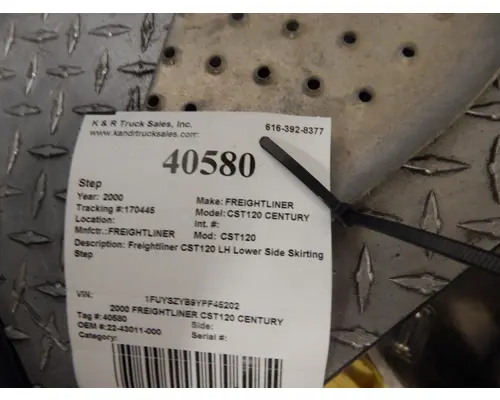 K & R Truck Sales, Inc. 616-392-8377
www.kandrtrucksales.com
40580
Step
Year: 2000 Make: FREIGHTLINER
Tracking #:170445 Model: CST120 CENTURY
Location: Int. #:
Mnfctr.:FREIGHTLINER Mod: CST120
Description: Freightliner CST120 LH Lower Side Skirting
Step
VIN: 1FUYSZYB9YPF45202
2000 FREIGHTLINER CST120 CENTURY
Tag #:40580 Side:
OEM #:22-43011-000 Serial #:
Category: